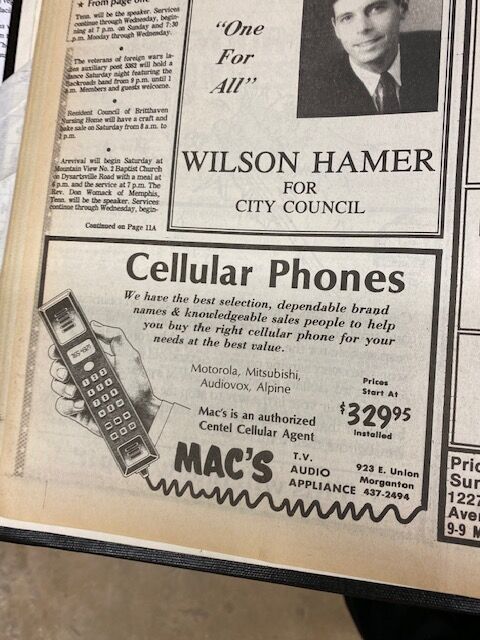 ★ From page one
Tenn. will be the speaker. Services
continue through Wednesday, begin-
ning at 7 p.m. on Sunday and 7:30
p.m. Monday through Wednesday.
•
The veterans of foreign wars la-
dies auxiliary post 5362 will hold a
dance Saturday night featuring the
Backroads band from 9 p.m. until 1
a.m. Members and guests welcome.
•
Resident Council of Britthaven
Nursing Home will have a craft and
bake sale on Saturday from 8 a.m. to
2 p.m.
•
A revival will begin Saturday at
Mountain View No. 2 Baptist Church
on Dysartsville Road with a meal at
6 p.m. and the service at 7 p.m. The
Rev. Don Womack of Memphis,
Tenn. will be the speaker. Services
continue through Wednesday, begin-
Continued on Page 11A
"One
For
All"
WILSON HAMER
FOR
CITY COUNCIL
Cellular Phones
We have the best selection, dependable brand
names & knowledgeable sales people to help
you buy the right cellular phone for your
needs at the best value.
Motorola, Mitsubishi,
Audiovox, Alpine
Prices
Start At
$329.95
Installed
Mac's is an authorized
Centel Cellular Agent
MAC'S
T.V.
AUDIO
APPLIANCE
923 E. Union
Morganton
437-2494
Pric
Sur
1227
Aven
9-9 M